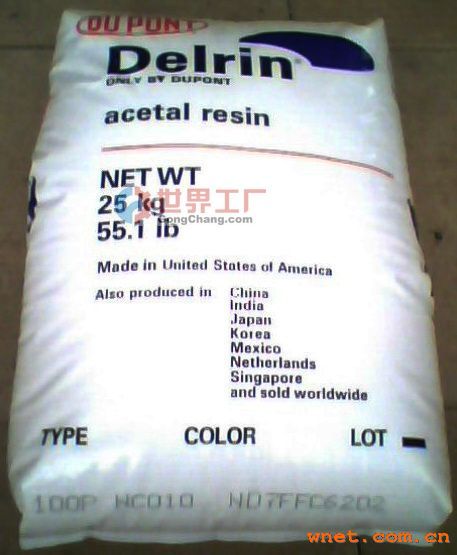 DU PONT
Delrin®
ONLY BY DUPONT
acetal resin
NET WT
25 kg
55.1 lb
世界工厂
GongChang.com
Made in United States of America
Also produced in China
India
Japan
Korea
Mexico
Netherlands
Singapore
and sold worldwide
TYPE COLOR LOT
100P NC010 ND7FFC6202
wnet.com.cn